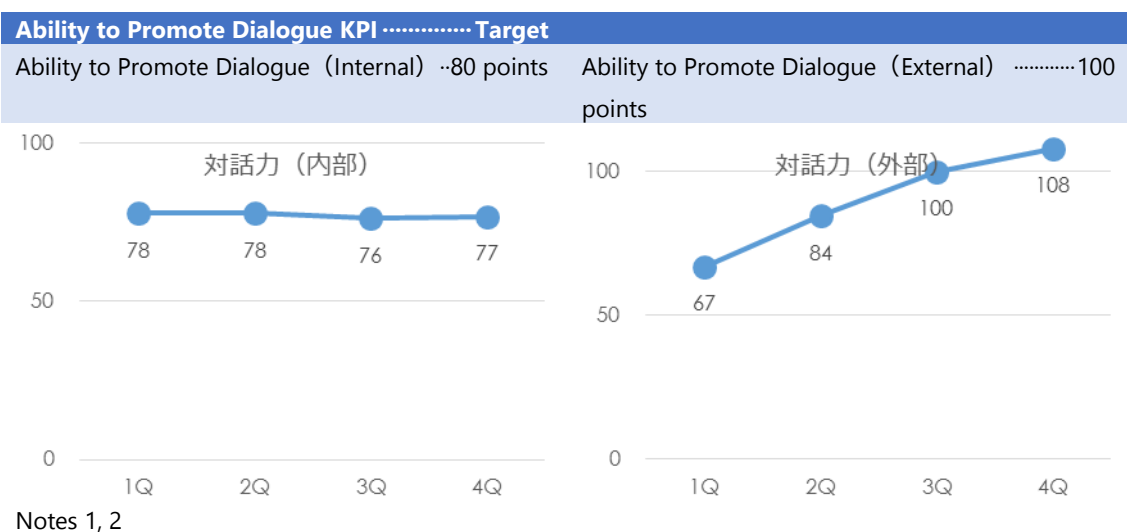 Ability to Promote Dialogue KPI ·············· Target
Ability to Promote Dialogue（Internal） ··80 points
Ability to Promote Dialogue（External） ············100
points
対話力（内部）
100
50
0
78
78
76
77
1Q
2Q
3Q
4Q
対話力（外部）
100
50
0
67
84
100
108
1Q
2Q
3Q
4Q
Notes 1, 2